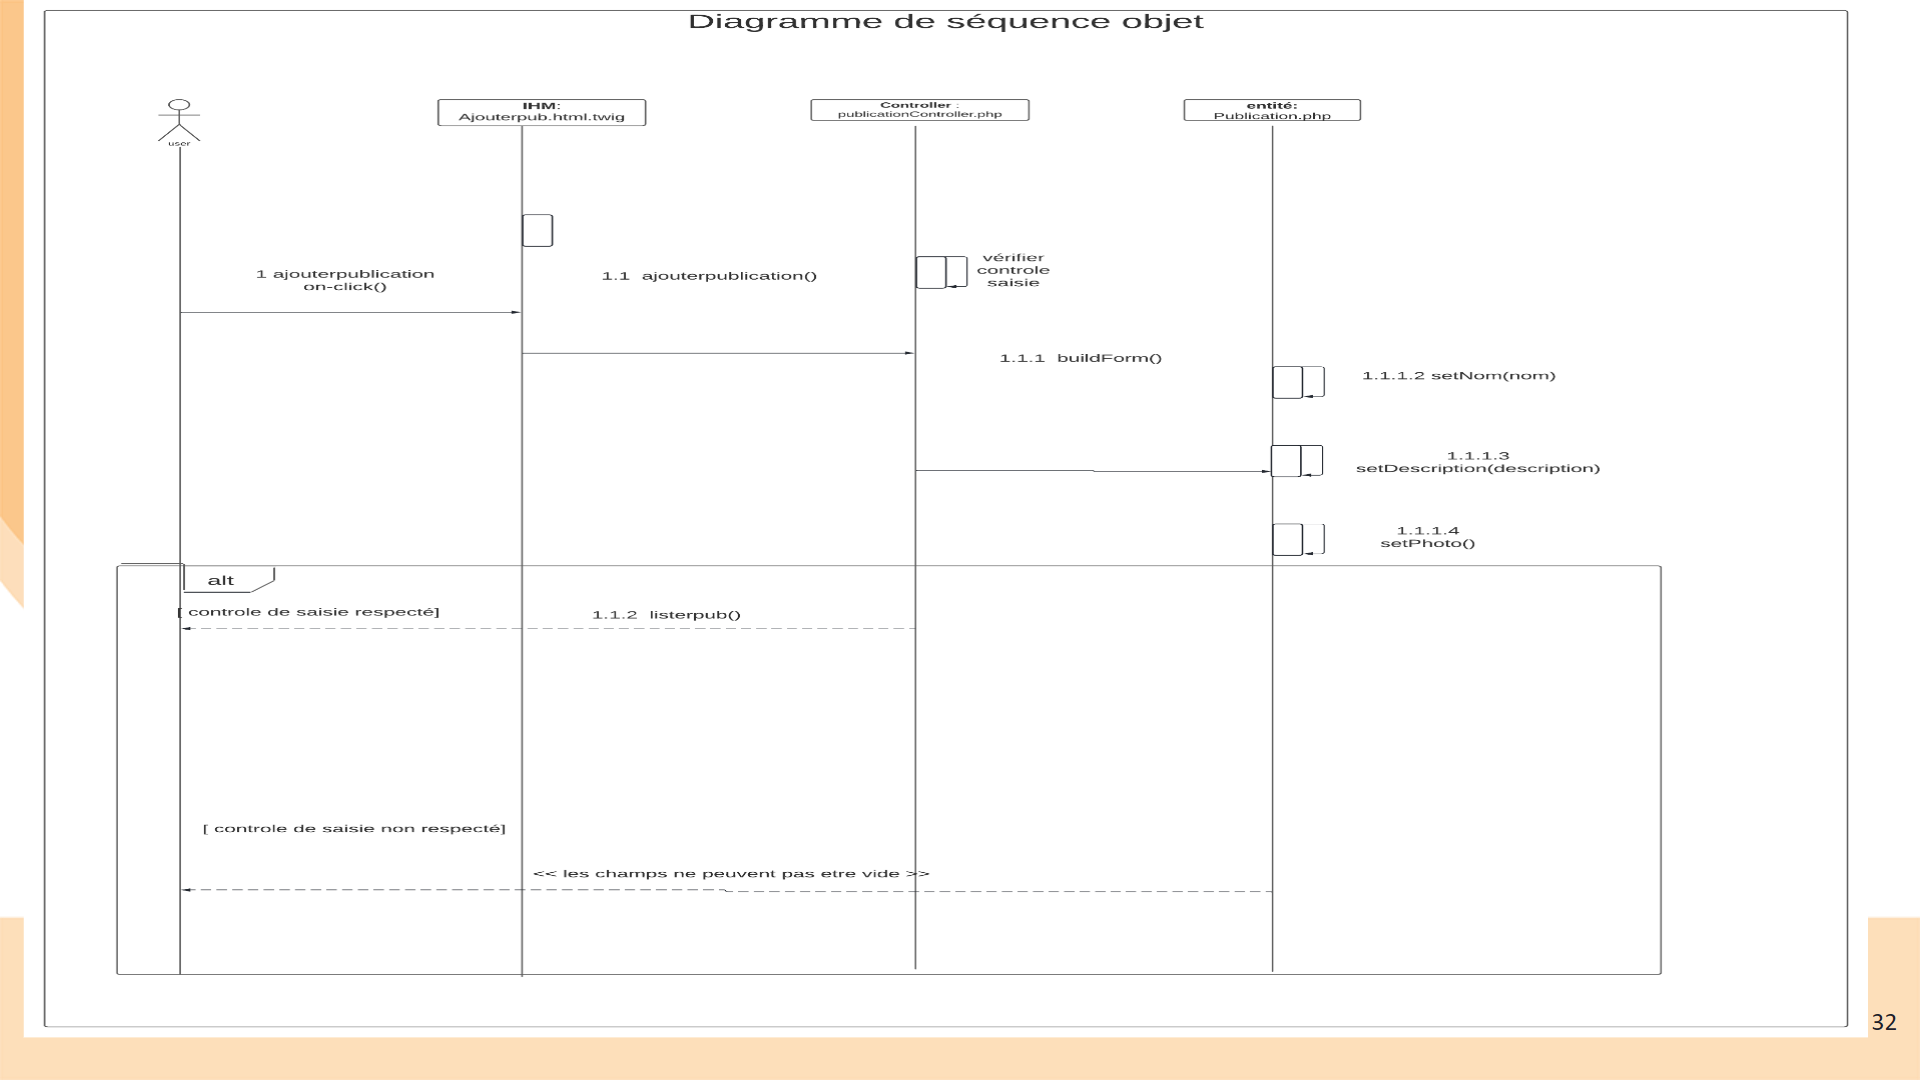 Diagramme de séquence objet
user
IHM:
Ajouterpub.html.twig
Controller :
publicationController.php
entité:
Publication.php
1 ajouterpublication
on-click()
1.1 ajouterpublication()
vérifier
controle
saisie
1.1.1 buildForm()
1.1.1.2 setNom(nom)
1.1.1.3
setDescription(description)
1.1.1.4
setPhoto()
alt
[ controle de saisie respecté]
1.1.2 listerpub()
[ controle de saisie non respecté]
<< les champs ne peuvent pas etre vide >>
32